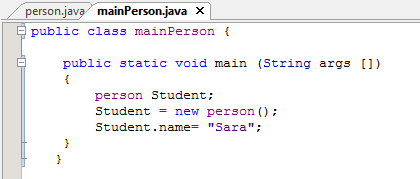 person.java mainPerson.java ×
public class mainPerson {
public static void main (String args [])
{
person Student;
Student = new person();
Student.name= "Sara";
}
}